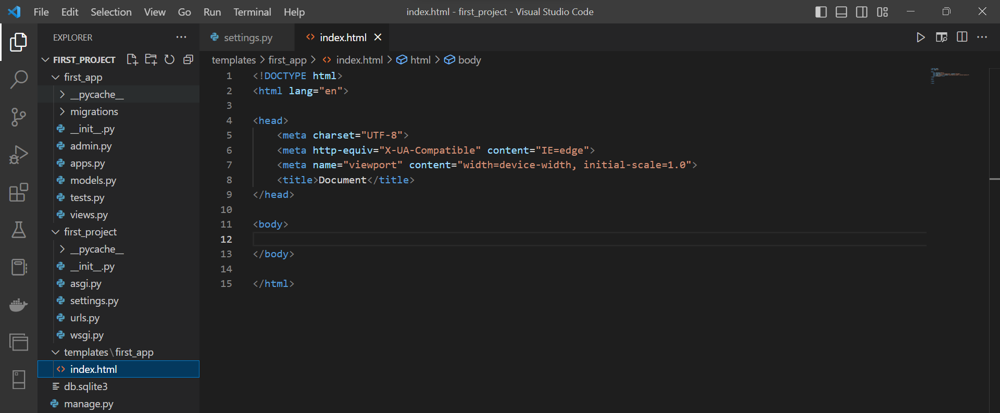 File Edit Selection View Go Run Terminal Help index.html - first_project - Visual Studio Code
EXPLORER
FIRST_PROJECT
first_app
__pycache__
migrations
__init__.py
admin.py
apps.py
models.py
tests.py
views.py
first_project
__pycache__
__init__.py
asgi.py
settings.py
urls.py
wsgi.py
templates\first_app
index.html
db.sqlite3
manage.py
settings.py index.html
templates > first_app > index.html > html > body
1 <!DOCTYPE html>
2 <html lang="en">
3
4 <head>
5 <meta charset="UTF-8">
6 <meta http-equiv="X-UA-Compatible" content="IE=edge">
7 <meta name="viewport" content="width=device-width, initial-scale=1.0">
8 <title>Document</title>
9 </head>
10
11 <body>
12
13 </body>
14
15 </html>